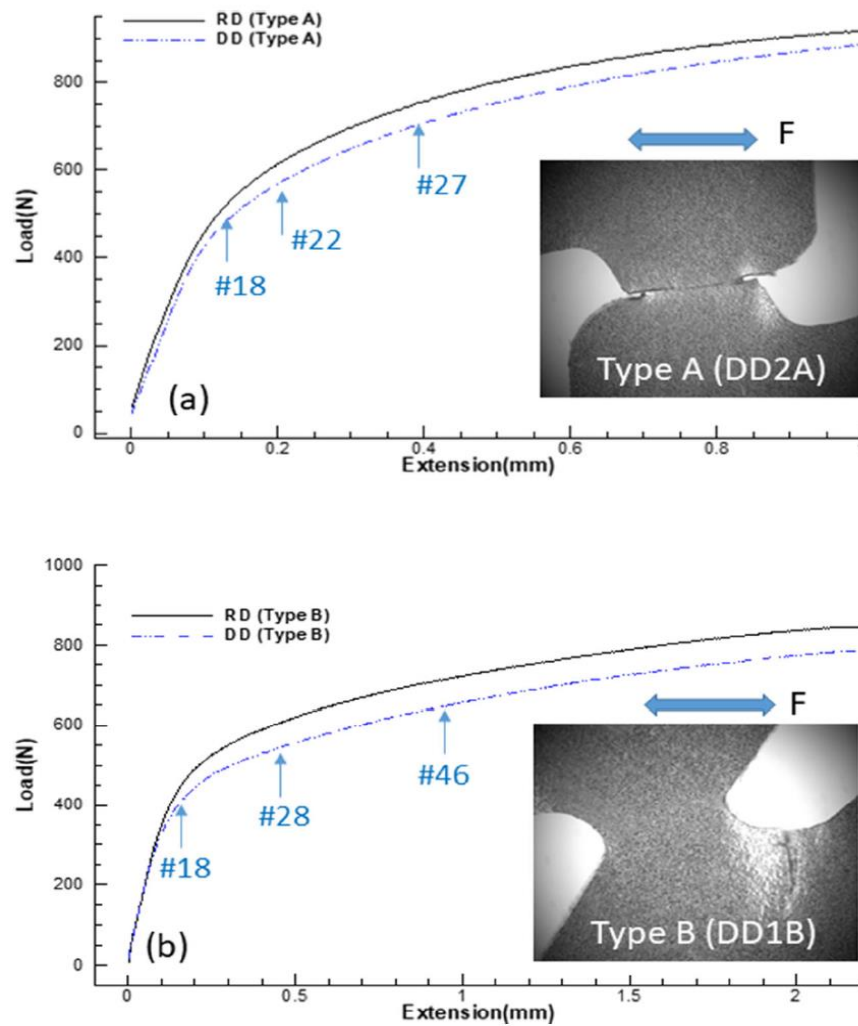 RD (Type A)
DD (Type A)
Load(N)
800
600
400
200
0
#18
#22
#27
F
Type A (DD2A)
(a)
0 0.2 0.4 0.6 0.8
Extension(mm)
1000
RD (Type B)
DD (Type B)
Load(N)
800
600
400
200
0
#18
#28
#46
F
Type B (DD1B)
(b)
0 0.5 1 1.5 2
Extension(mm)